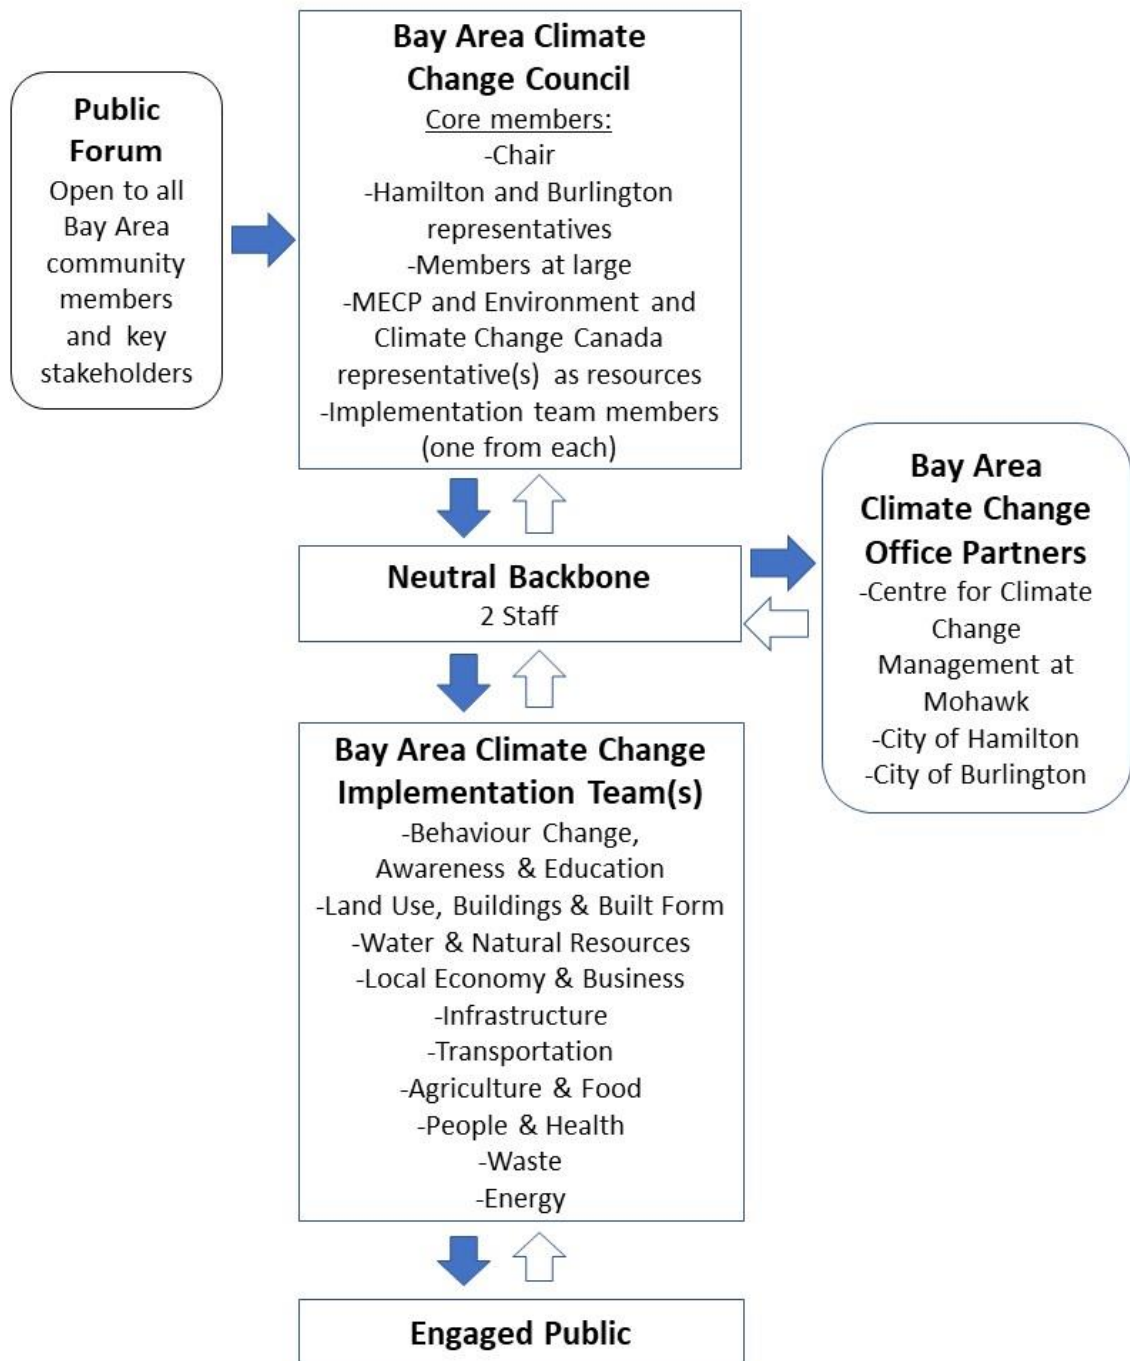 Public
Forum
Open to all
Bay Area
community
members
and key
stakeholders
Bay Area Climate
Change Council
Core members:
-Chair
-Hamilton and Burlington
representatives
-Members at large
-MECP and Environment and
Climate Change Canada
representative(s) as resources
-Implementation team members
(one from each)
Neutral Backbone
2 Staff
Bay Area
Climate Change
Office Partners
-Centre for Climate
Change
Management at
Mohawk
-City of Hamilton
-City of Burlington
Bay Area Climate Change
Implementation Team(s)
-Behaviour Change,
Awareness & Education
-Land Use, Buildings & Built Form
-Water & Natural Resources
-Local Economy & Business
-Infrastructure
-Transportation
-Agriculture & Food
-People & Health
-Waste
-Energy
Engaged Public